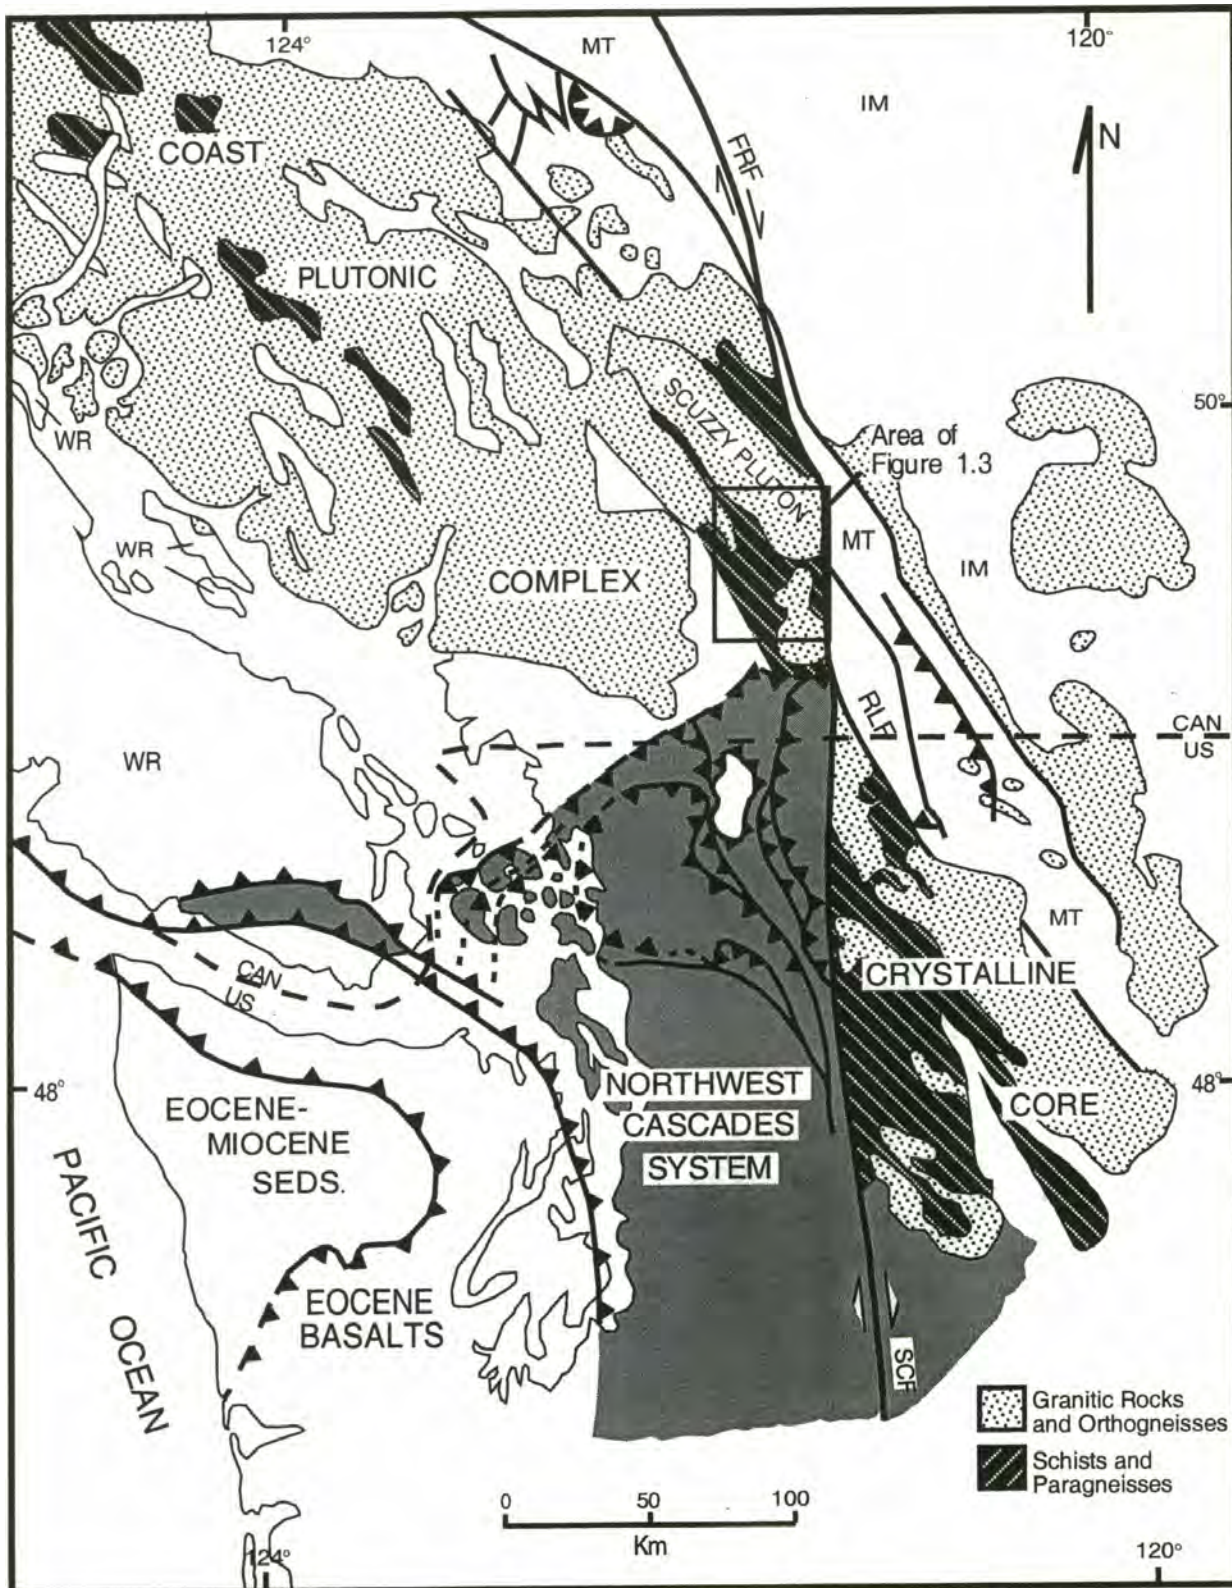 124°
120°
MT
IM
N
COAST
FRF
PLUTONIC
50°
SCUZZY PLUTON
Area of
Figure 1.3
WR
WR
MT
IM
COMPLEX
RLF
CAN
US
WR
MT
CRYSTALLINE
CAN
US
48°
48°
NORTHWEST
CASCADES
SYSTEM
CORE
EOCENE-
MIOCENE
SEDS.
PACIFIC OCEAN
EOCENE
BASALTS
SCF
Granitic Rocks
and Orthogneisses
Schists and
Paragneisses
0 50 100
Km
124°
120°